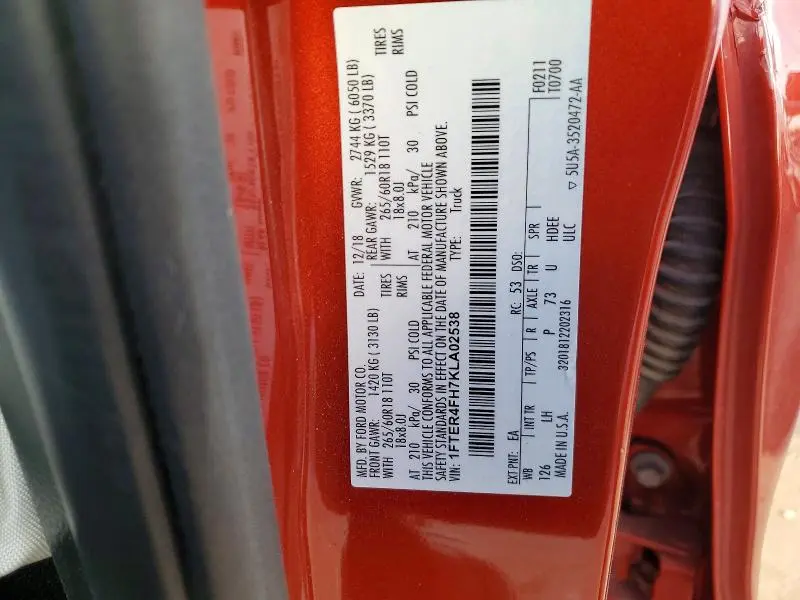 MFD. BY FORD MOTOR CO.
DATE: 12/18 GVWR: 2744 KG ( 6050 LB)
FRONT GAWR: 1420 KG ( 3130 LB) REAR GAWR: 1529 KG ( 3370 LB)
WITH 265/60R18 110T TIRES WITH 265/60R18 110T TIRES
18x8.0J RIMS 18x8.0J RIMS
AT 210 kPa/ 30 PSI COLD AT 210 kPa/ 30 PSI COLD
THIS VEHICLE CONFORMS TO ALL APPLICABLE FEDERAL MOTOR VEHICLE
SAFETY STANDARDS IN EFFECT ON THE DATE OF MANUFACTURE SHOWN ABOVE.
VIN: 1FTER4FH7KLA02538 TYPE: Truck
F0211
T0700
EXT PNT: EA RC: 53 DSO:
WB INT TR TP/PS R AXLE TR SPR
126 LH P 73 U HDEE
ULC
MADE IN U.S.A. 3201812202316 ▽ 5U5A-3520472-AA